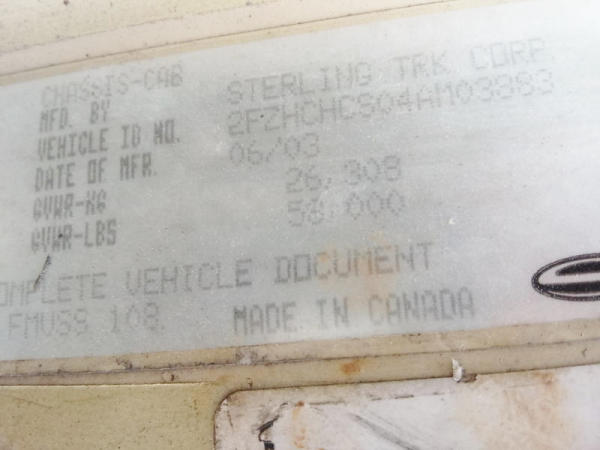 CHASSIS-CAB
MFD. BY STERLING TRK CORP
VEHICLE ID NO. 2FZHCHCS04AM03883
DATE OF MFR. 06/03
GVWR-KG 26,308
GVWR-LBS 58,000
OMPLETE VEHICLE DOCUMENT
FMVSS 108. MADE IN CANADA